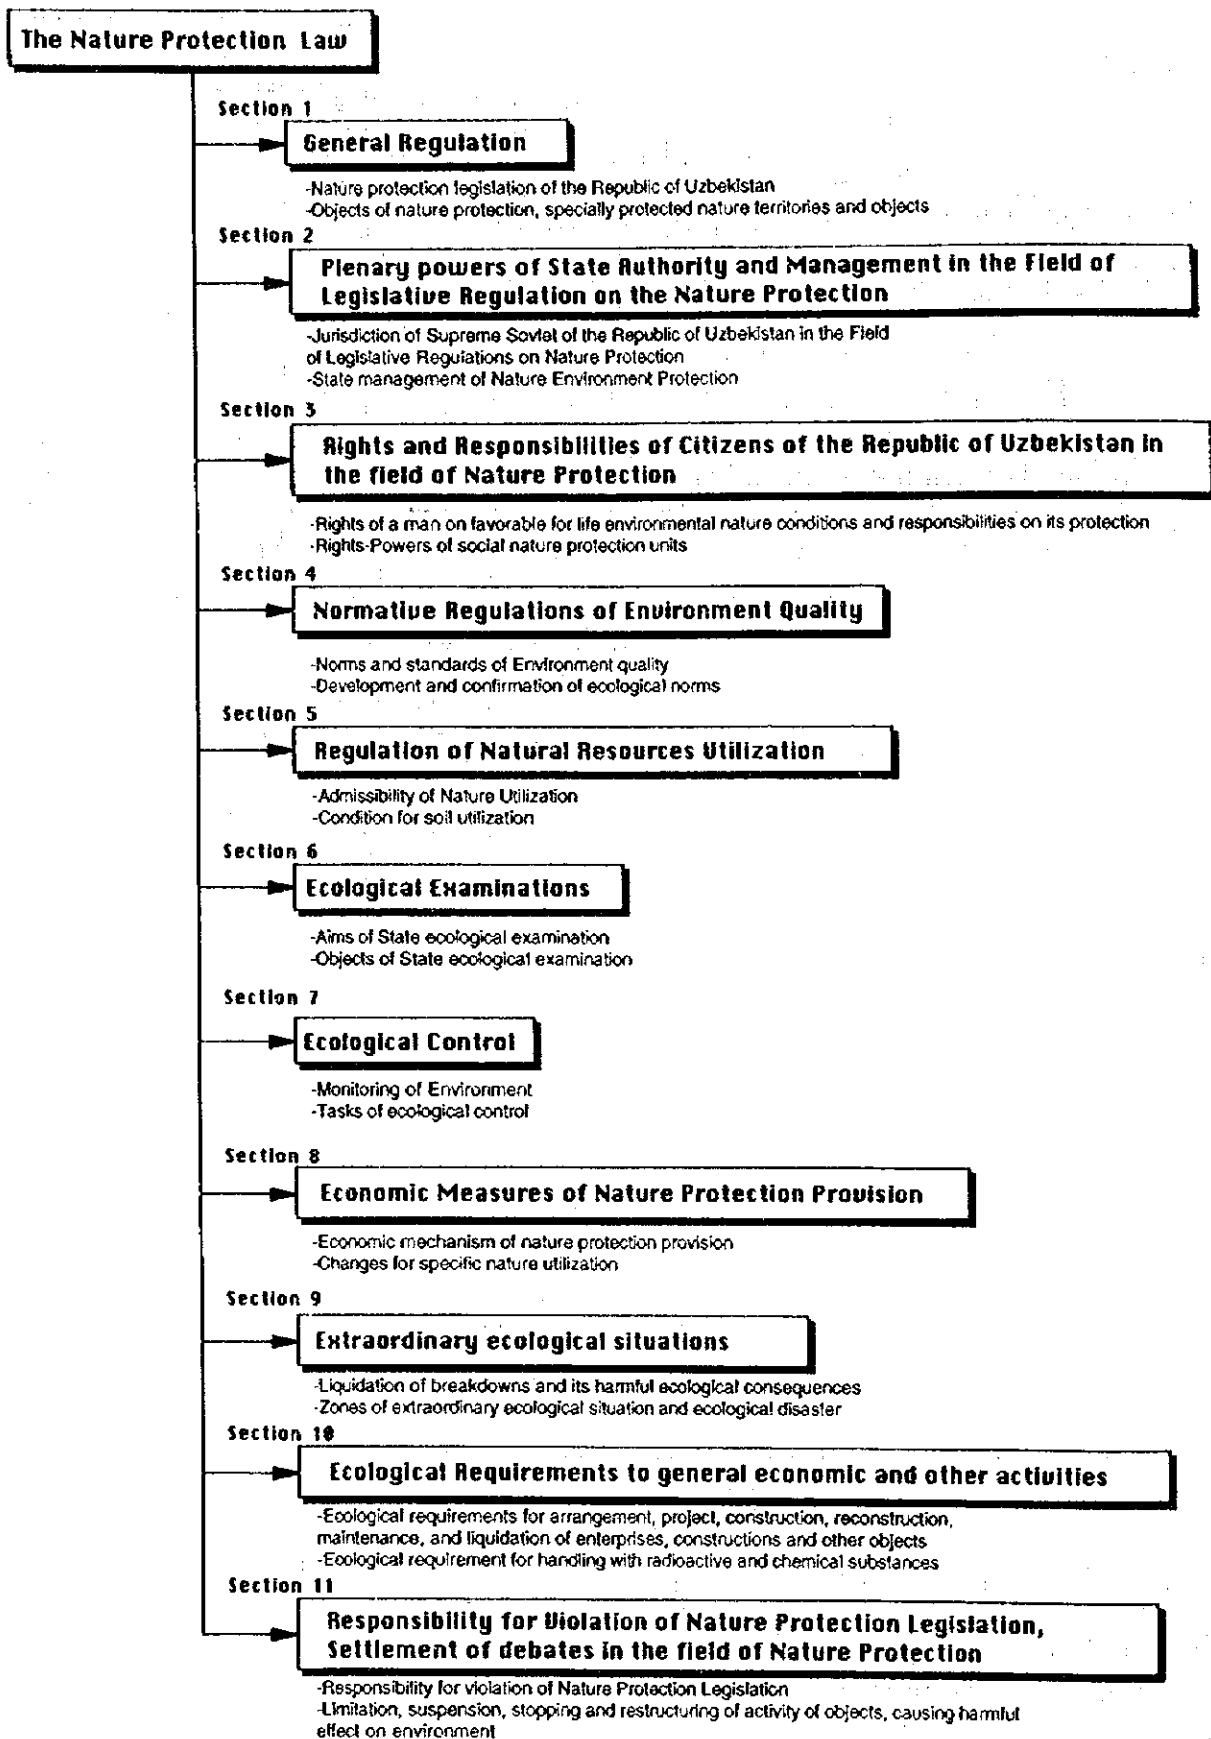 The Nature Protection Law
Section 1
General Regulation
-Nature protection legislation of the Republic of Uzbekistan
-Objects of nature protection, specially protected nature territories and objects
Section 2
Plenary powers of State Authority and Management in the Field of
Legislative Regulation on the Nature Protection
-Jurisdiction of Supreme Soviet of the Republic of Uzbekistan in the Field
of Legislative Regulations on Nature Protection
-State management of Nature Environment Protection
Section 3
Rights and Responsibilities of Citizens of the Republic of Uzbekistan in
the field of Nature Protection
-Rights of a man on favorable for life environmental nature conditions and responsibilities on its protection
-Rights-Powers of social nature protection units
Section 4
Normative Regulations of Environment Quality
-Norms and standards of Environment quality
-Development and confirmation of ecological norms
Section 5
Regulation of Natural Resources Utilization
-Admissibility of Nature Utilization
-Condition for soil utilization
Section 6
Ecological Examinations
-Aims of State ecological examination
-Objects of State ecological examination
Section 7
Ecological Control
-Monitoring of Environment
-Tasks of ecological control
Section 8
Economic Measures of Nature Protection Provision
-Economic mechanism of nature protection provision
-Changes for specific nature utilization
Section 9
Extraordinary ecological situations
-Liquidation of breakdowns and its harmful ecological consequences
-Zones of extraordinary ecological situation and ecological disaster
Section 10
Ecological Requirements to general economic and other activities
-Ecological requirements for arrangement, project, construction, reconstruction,
maintenance, and liquidation of enterprises, constructions and other objects
-Ecological requirement for handling with radioactive and chemical substances
Section 11
Responsibility for Violation of Nature Protection Legislation,
Settlement of debates in the field of Nature Protection
-Responsibility for violation of Nature Protection Legislation
-Limitation, suspension, stopping and restructuring of activity of objects, causing harmful
effect on environment